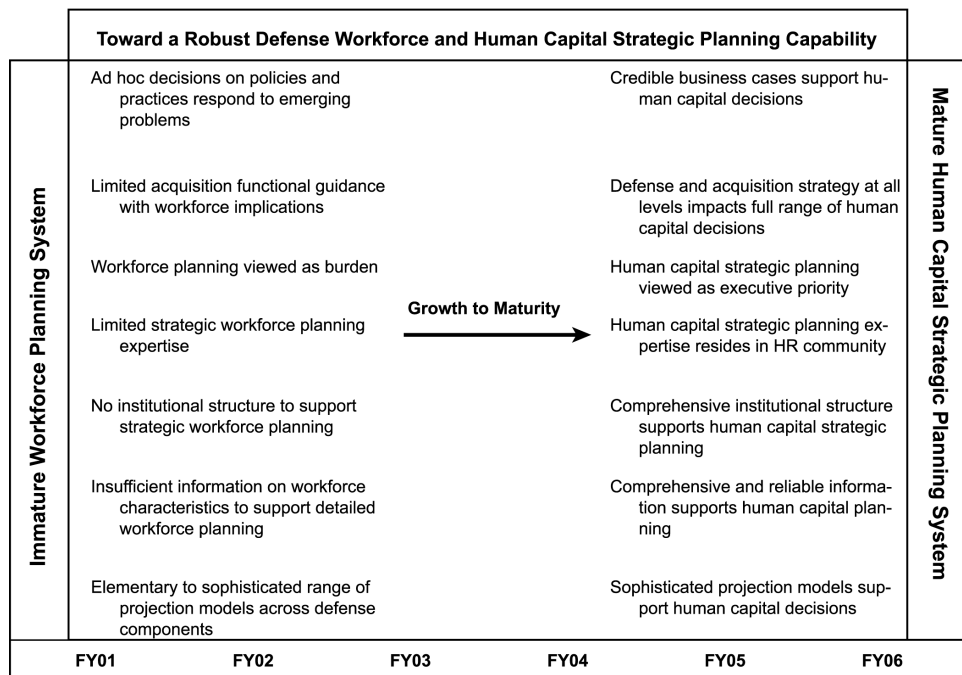 Toward a Robust Defense Workforce and Human Capital Strategic Planning Capability
Immature Workforce Planning System
Ad hoc decisions on policies and
practices respond to emerging
problems
Limited acquisition functional guidance
with workforce implications
Workforce planning viewed as burden
Limited strategic workforce planning
expertise
No institutional structure to support
strategic workforce planning
Insufficient information on workforce
characteristics to support detailed
workforce planning
Elementary to sophisticated range of
projection models across defense
components
Growth to Maturity
Credible business cases support hu-
man capital decisions
Defense and acquisition strategy at all
levels impacts full range of human
capital decisions
Human capital strategic planning
viewed as executive priority
Human capital strategic planning ex-
pertise resides in HR community
Comprehensive institutional structure
supports human capital strategic
planning
Comprehensive and reliable informa-
tion supports human capital plan-
ning
Sophisticated projection models sup-
port human capital decisions
Mature Human Capital Strategic Planning System
FY01 FY02 FY03 FY04 FY05 FY06